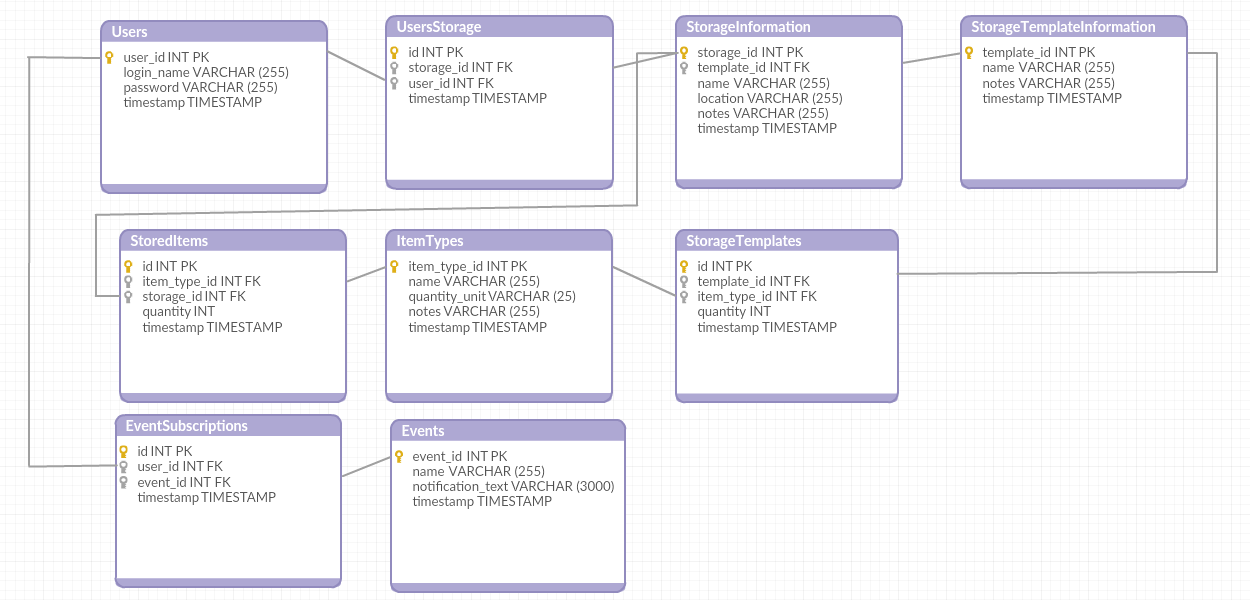 Users
user_id INT PK
login_name VARCHAR (255)
password VARCHAR (255)
timestamp TIMESTAMP
UsersStorage
id INT PK
storage_id INT FK
user_id INT FK
timestamp TIMESTAMP
StorageInformation
storage_id INT PK
template_id INT FK
name VARCHAR (255)
location VARCHAR (255)
notes VARCHAR (255)
timestamp TIMESTAMP
StorageTemplateInformation
template_id INT PK
name VARCHAR (255)
notes VARCHAR (255)
timestamp TIMESTAMP
StoredItems
id INT PK
item_type_id INT FK
storage_id INT FK
quantity INT
timestamp TIMESTAMP
ItemTypes
item_type_id INT PK
name VARCHAR (255)
quantity_unit VARCHAR (25)
notes VARCHAR (255)
timestamp TIMESTAMP
StorageTemplates
id INT PK
template_id INT FK
item_type_id INT FK
quantity INT
timestamp TIMESTAMP
EventSubscriptions
id INT PK
user_id INT FK
event_id INT FK
timestamp TIMESTAMP
Events
event_id INT PK
name VARCHAR (255)
notification_text VARCHAR (3000)
timestamp TIMESTAMP